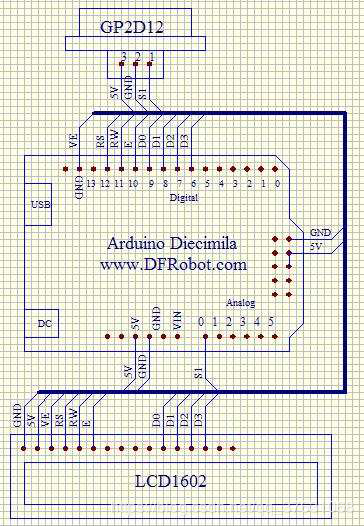 GP2D12
3 2 1
5V GND S1
VE RS RW E D0 D1 D2 D3
GND 13 12 11 10 9 8 7 6 5 4 3 2 1 0
Digital
USB
GND
5V
Arduino Diecimila
www.DFRobot.com
Analog
DC 5V GND VIN 0 1 2 3 4 5
5V GND S1
GND 5V VE RS RW E D0 D1 D2 D3
LCD1602